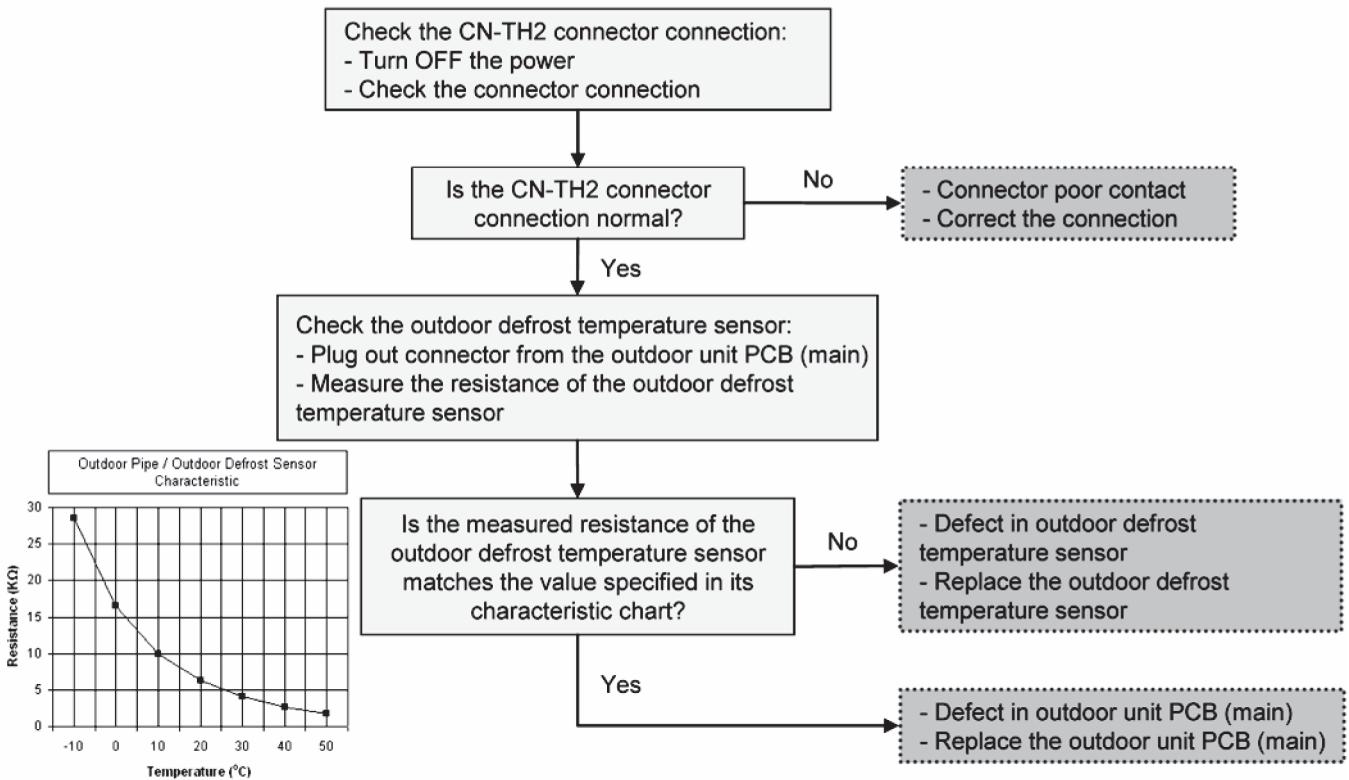 Check the CN-TH2 connector connection:
- Turn OFF the power
- Check the connector connection
Is the CN-TH2 connector
connection normal?
No
- Connector poor contact
- Correct the connection
Yes
Check the outdoor defrost temperature sensor:
- Plug out connector from the outdoor unit PCB (main)
- Measure the resistance of the outdoor defrost
temperature sensor
Outdoor Pipe / Outdoor Defrost Sensor
Characteristic
Resistance (KΩ)
30
25
20
15
10
5
0
-10 0 10 20 30 40 50
Temperature (°C)
Is the measured resistance of the
outdoor defrost temperature sensor
matches the value specified in its
characteristic chart?
No
- Defect in outdoor defrost
temperature sensor
- Replace the outdoor defrost
temperature sensor
Yes
- Defect in outdoor unit PCB (main)
- Replace the outdoor unit PCB (main)